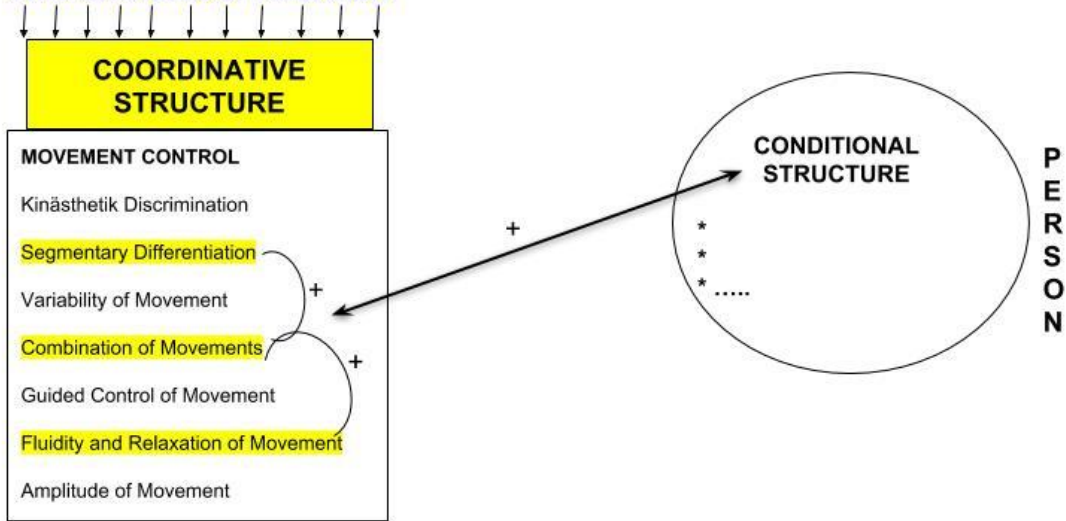 COORDINATIVE
STRUCTURE
MOVEMENT CONTROL
Kinästhetik Discrimination
Segmentary Differentiation
+
Variability of Movement
Combination of Movements
+
Guided Control of Movement
Fluidity and Relaxation of Movement
Amplitude of Movement
+
CONDITIONAL
STRUCTURE
*
*
* .....
PERSON